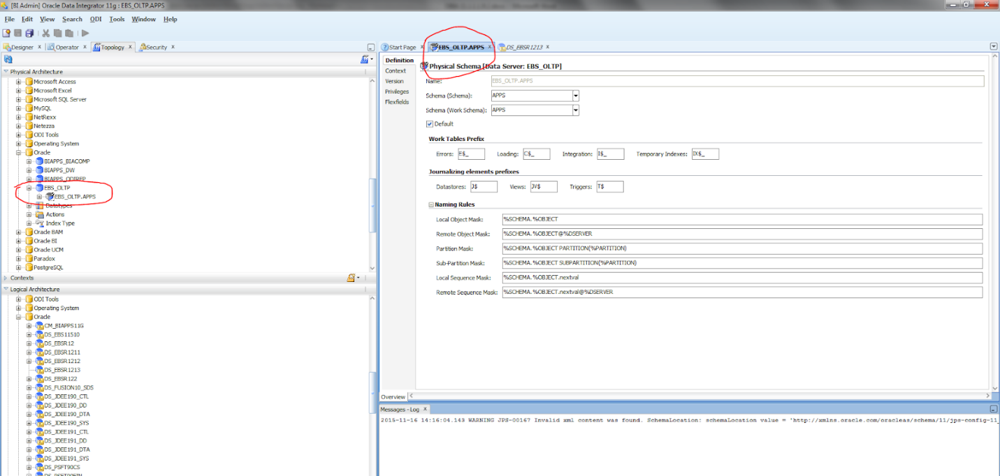 [BI Admin] Oracle Data Integrator 11g : EBS_OLTP.APPS
File Edit View Search ODI Tools Window Help
Designer x Operator x Topology x Security x
Physical Architecture
Microsoft Access
Microsoft Excel
Microsoft SQL Server
MySQL
NetRexx
Netezza
ODI Tools
Operating System
Oracle
BIAPPS_BIACOMP
BIAPPS_DW
BIAPPS_ODIREP
EBS_OLTP
EBS_OLTP.APPS
Datatypes
Actions
Index Type
Oracle BAM
Oracle BI
Oracle UCM
Paradox
PostgreSQL
Contexts
Logical Architecture
ODI Tools
Operating System
Oracle
CM_BIAPPS11G
DS_EBS11510
DS_EBSR12
DS_EBSR1211
DS_EBSR1212
DS_EBSR1213
DS_EBSR122
DS_FUSION10_SDS
DS_JDEE190_CTL
DS_JDEE190_DD
DS_JDEE190_DTA
DS_JDEE190_SYS
DS_JDEE191_CTL
DS_JDEE191_DD
DS_JDEE191_DTA
DS_JDEE191_SYS
DS_PSFT90CS
Start Page x EBS_OLTP.APPS x DS_EBSR1213 x
Definition
Context
Version
Privileges
Flexfields
Physical Schema [Data Server: EBS_OLTP]
Name: EBS_OLTP.APPS
Schema (Schema): APPS
Schema (Work Schema): APPS
Default
Work Tables Prefix
Errors: E$_ Loading: C$_ Integration: I$_ Temporary Indexes: IX$_
Journalizing elements prefixes
Datastores: J$ Views: JV$ Triggers: T$
Naming Rules
Local Object Mask: %SCHEMA.%OBJECT
Remote Object Mask: %SCHEMA.%OBJECT@%DSERVER
Partition Mask: %SCHEMA.%OBJECT PARTITION(%PARTITION)
Sub-Partition Mask: %SCHEMA.%OBJECT SUBPARTITION(%PARTITION)
Local Sequence Mask: %SCHEMA.%OBJECT.nextval
Remote Sequence Mask: %SCHEMA.%OBJECT.nextval@%DSERVER
Overview
Messages - Log x
2015-11-16 14:16:04.143 WARNING JPS-00167 Invalid xml content was found. SchemaLocation: schemaLocation value = 'http://xmlns.oracle.com/oracleas/schema/11/jps-config-11_